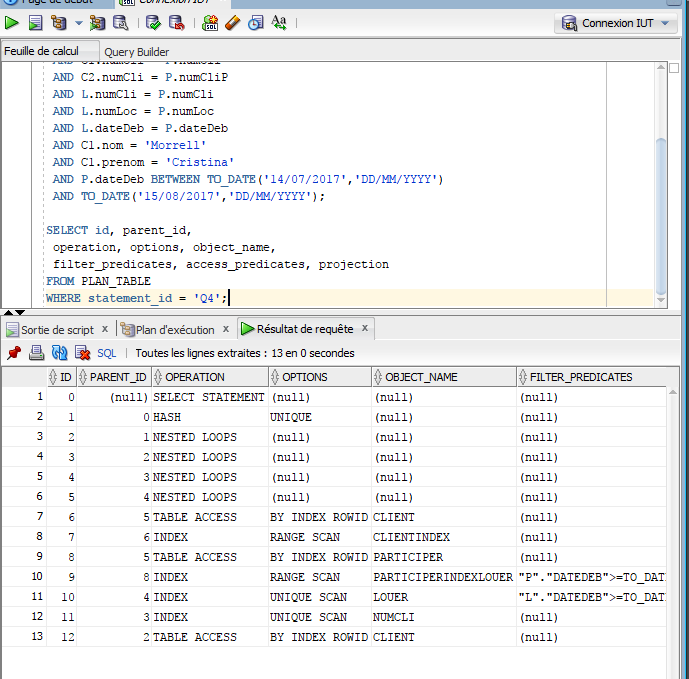 Page de début
Connexion IUT
SQL
Aa
Connexion IUT
Feuille de calcul
Query Builder
AND C2.numCli = P.numCliP
AND L.numCli = P.numCli
AND L.numLoc = P.numLoc
AND L.dateDeb = P.dateDeb
AND C1.nom = 'Morrell'
AND C1.prenom = 'Cristina'
AND P.dateDeb BETWEEN TO_DATE('14/07/2017','DD/MM/YYYY')
AND TO_DATE('15/08/2017','DD/MM/YYYY');
SELECT id, parent_id,
operation, options, object_name,
filter_predicates, access_predicates, projection
FROM PLAN_TABLE
WHERE statement_id = 'Q4';
Sortie de script x Plan d'exécution x Résultat de requête x
SQL | Toutes les lignes extraites : 13 en 0 secondes
ID PARENT_ID OPERATION OPTIONS OBJECT_NAME FILTER_PREDICATES
1 0 (null) SELECT STATEMENT (null) (null) (null)
2 1 0 HASH UNIQUE (null) (null)
3 2 1 NESTED LOOPS (null) (null) (null)
4 3 2 NESTED LOOPS (null) (null) (null)
5 4 3 NESTED LOOPS (null) (null) (null)
6 5 4 NESTED LOOPS (null) (null) (null)
7 6 5 TABLE ACCESS BY INDEX ROWID CLIENT (null)
8 7 6 INDEX RANGE SCAN CLIENTINDEX (null)
9 8 5 TABLE ACCESS BY INDEX ROWID PARTICIPER (null)
10 9 8 INDEX RANGE SCAN PARTICIPERINDEXLOUER "P"."DATEDEB">=TO_DAT
11 10 4 INDEX UNIQUE SCAN LOUER "L"."DATEDEB">=TO_DAT
12 11 3 INDEX UNIQUE SCAN NUMCLI (null)
13 12 2 TABLE ACCESS BY INDEX ROWID CLIENT (null)